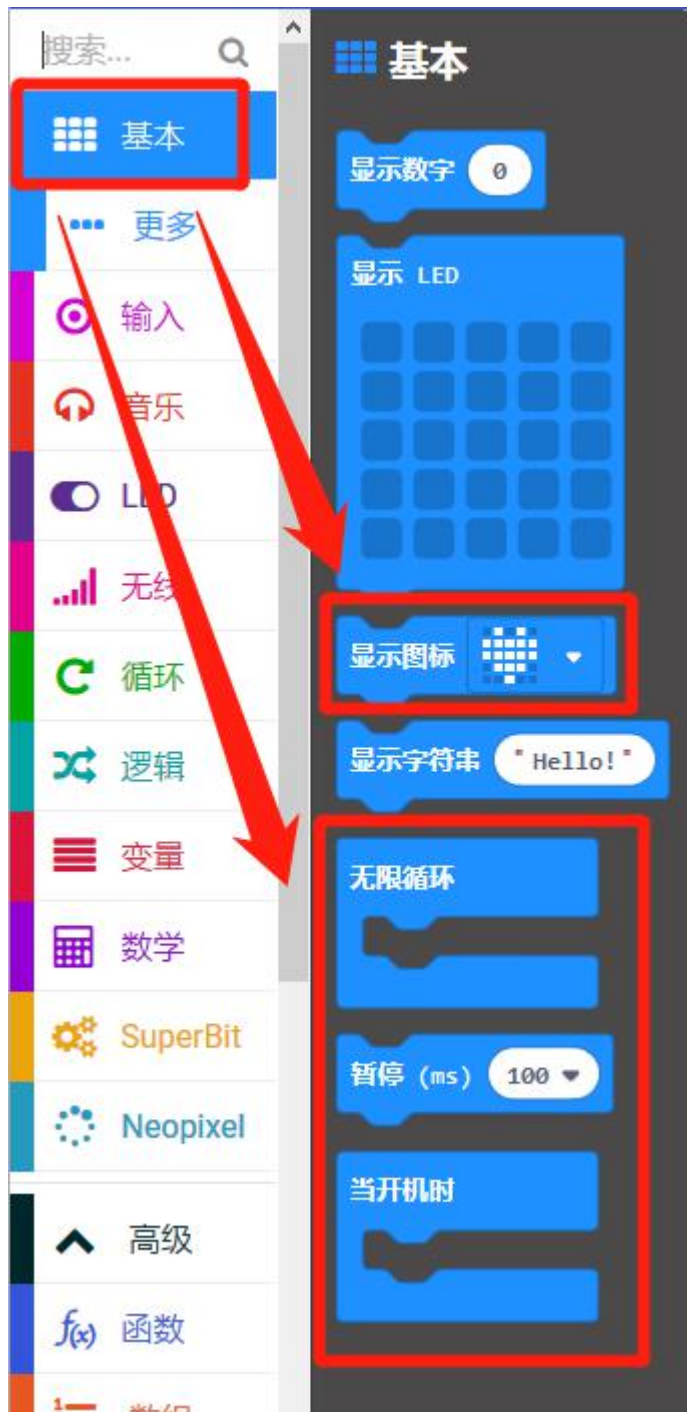 搜索...
基本
更多
输入
音乐
LED
无线
循环
逻辑
变量
数学
SuperBit
Neopixel
高级
f(x) 函数
基本
显示数字 0
显示 LED
显示图标
显示字符串 "Hello!"
无限循环
暂停 (ms) 100
当开机时